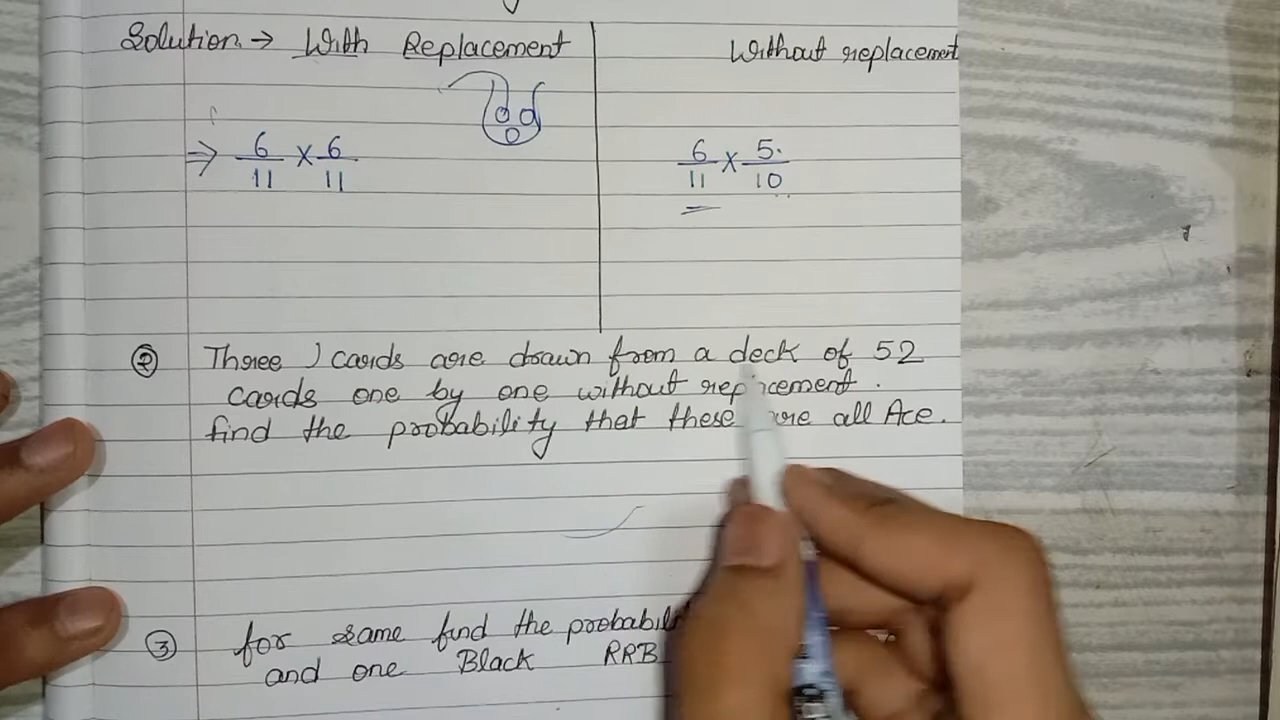 Solution → With Replacement
Without replacement
⇒ 6/11 × 6/11
6/11 × 5/10
② Three cards are drawn from a deck of 52
cards one by one without replacement.
find the probability that these are all Ace.
③ for same find the
and one Black RRB